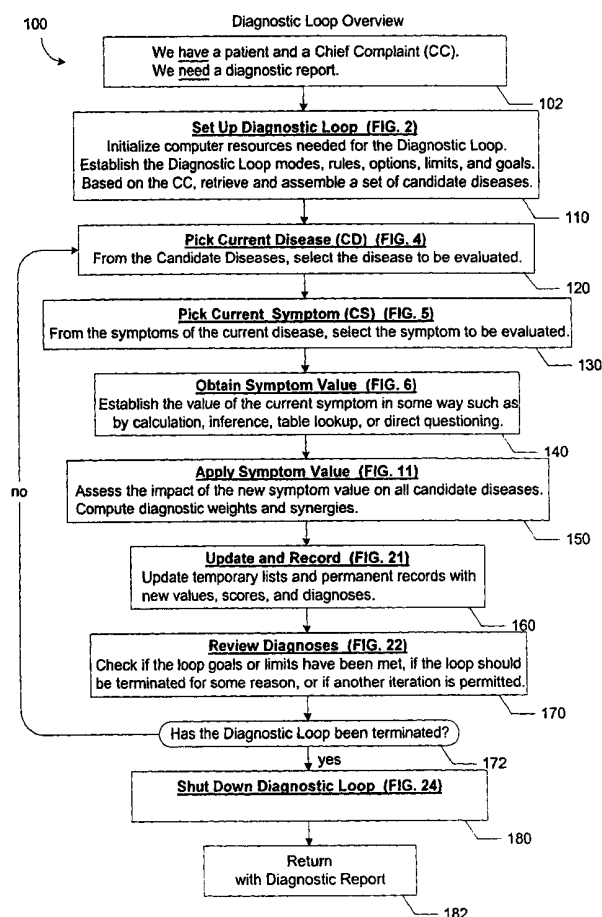 Diagnostic Loop Overview
100
We have a patient and a Chief Complaint (CC).
We need a diagnostic report.
102
Set Up Diagnostic Loop (FIG. 2)
Initialize computer resources needed for the Diagnostic Loop.
Establish the Diagnostic Loop modes, rules, options, limits, and goals.
Based on the CC, retrieve and assemble a set of candidate diseases.
110
Pick Current Disease (CD) (FIG. 4)
From the Candidate Diseases, select the disease to be evaluated.
120
Pick Current Symptom (CS) (FIG. 5)
From the symptoms of the current disease, select the symptom to be evaluated.
130
Obtain Symptom Value (FIG. 6)
Establish the value of the current symptom in some way such as
by calculation, inference, table lookup, or direct questioning.
140
no
Apply Symptom Value (FIG. 11)
Assess the impact of the new symptom value on all candidate diseases.
Compute diagnostic weights and synergies.
150
Update and Record (FIG. 21)
Update temporary lists and permanent records with
new values, scores, and diagnoses.
160
Review Diagnoses (FIG. 22)
Check if the loop goals or limits have been met, if the loop should
be terminated for some reason, or if another iteration is permitted.
170
Has the Diagnostic Loop been terminated?
172
yes
Shut Down Diagnostic Loop (FIG. 24)
180
Return
with Diagnostic Report
182